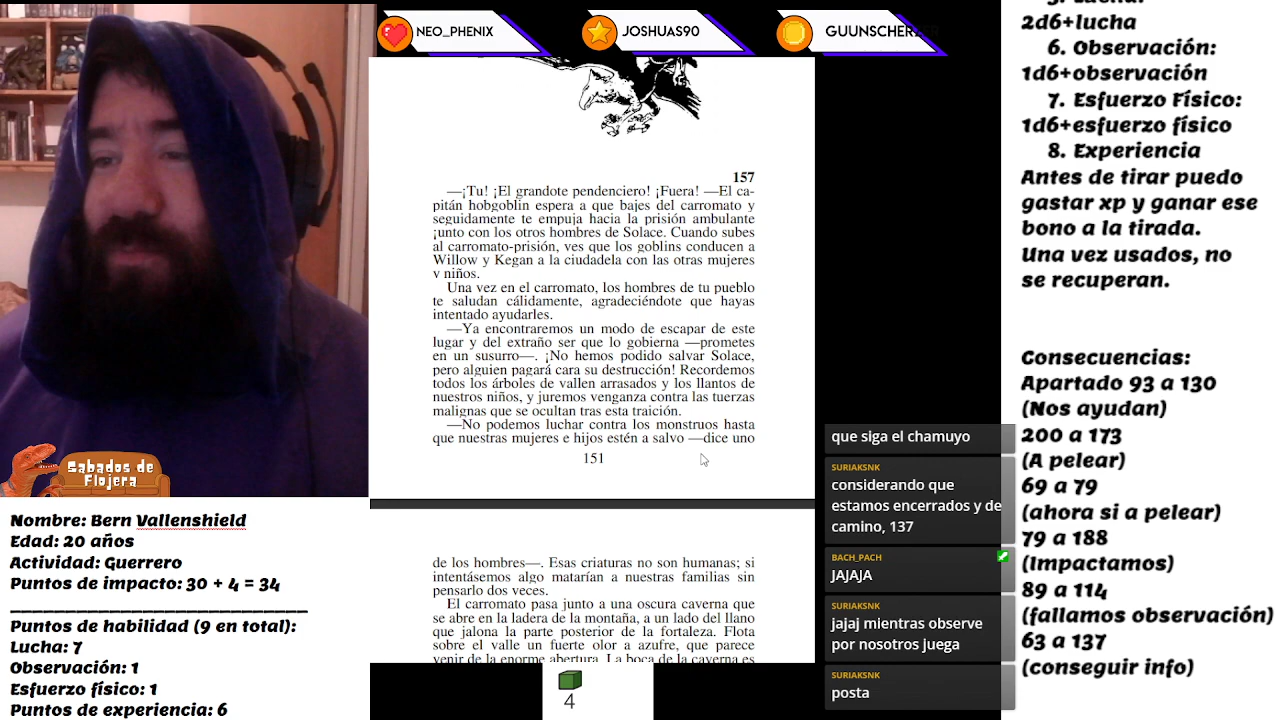 NEO_PHENIX
JOSHUAS90
GUUNSCHERZER
157
—¡Tu! ¡El grandote pendenciero! ¡Fuera! —El ca-
pitán hobgoblin espera a que bajes del carromato y
seguidamente te empuja hacia la prisión ambulante
¡unto con los otros hombres de Solace. Cuando subes
al carromato-prisión, ves que los goblins conducen a
Willow y Kegan a la ciudadela con las otras mujeres
v niños.
Una vez en el carromato, los hombres de tu pueblo
te saludan cálidamente, agradeciéndote que hayas
intentado ayudarles.
—Ya encontraremos un modo de escapar de este
lugar y del extraño ser que lo gobierna —prometes
en un susurro—. ¡No hemos podido salvar Solace,
pero alguien pagará cara su destrucción! Recordemos
todos los árboles de vallen arrasados y los llantos de
nuestros niños, y juremos venganza contra las tuerzas
malignas que se ocultan tras esta traición.
—No podemos luchar contra los monstruos hasta
que nuestras mujeres e hijos estén a salvo —dice uno
151
de los hombres—. Esas criaturas no son humanas; si
intentásemos algo matarían a nuestras familias sin
pensarlo dos veces.
El carromato pasa junto a una oscura caverna que
se abre en la ladera de la montaña, a un lado del llano
que jalona la parte posterior de la fortaleza. Flota
sobre el valle un fuerte olor a azufre, que parece
venir de la enorme abertura. La boca de la caverna es
4
Sabados de
Flojera
Nombre: Bern Vallenshield
Edad: 20 años
Actividad: Guerrero
Puntos de impacto: 30 + 4 = 34
Puntos de habilidad (9 en total):
Lucha: 7
Observación: 1
Esfuerzo físico: 1
Puntos de experiencia: 6
que siga el chamuyo
SURIAKSNK
considerando que
estamos encerrados y de
camino, 137
BACH_PACH
JAJAJA
SURIAKSNK
jajaj mientras observe
por nosotros juega
SURIAKSNK
posta
2d6+lucha
6. Observación:
1d6+observación
7. Esfuerzo Físico:
1d6+esfuerzo físico
8. Experiencia
Antes de tirar puedo
gastar xp y ganar ese
bono a la tirada.
Una vez usados, no
se recuperan.
Consecuencias:
Apartado 93 a 130
(Nos ayudan)
200 a 173
(A pelear)
69 a 79
(ahora si a pelear)
79 a 188
(Impactamos)
89 a 114
(fallamos observación)
63 a 137
(conseguir info)